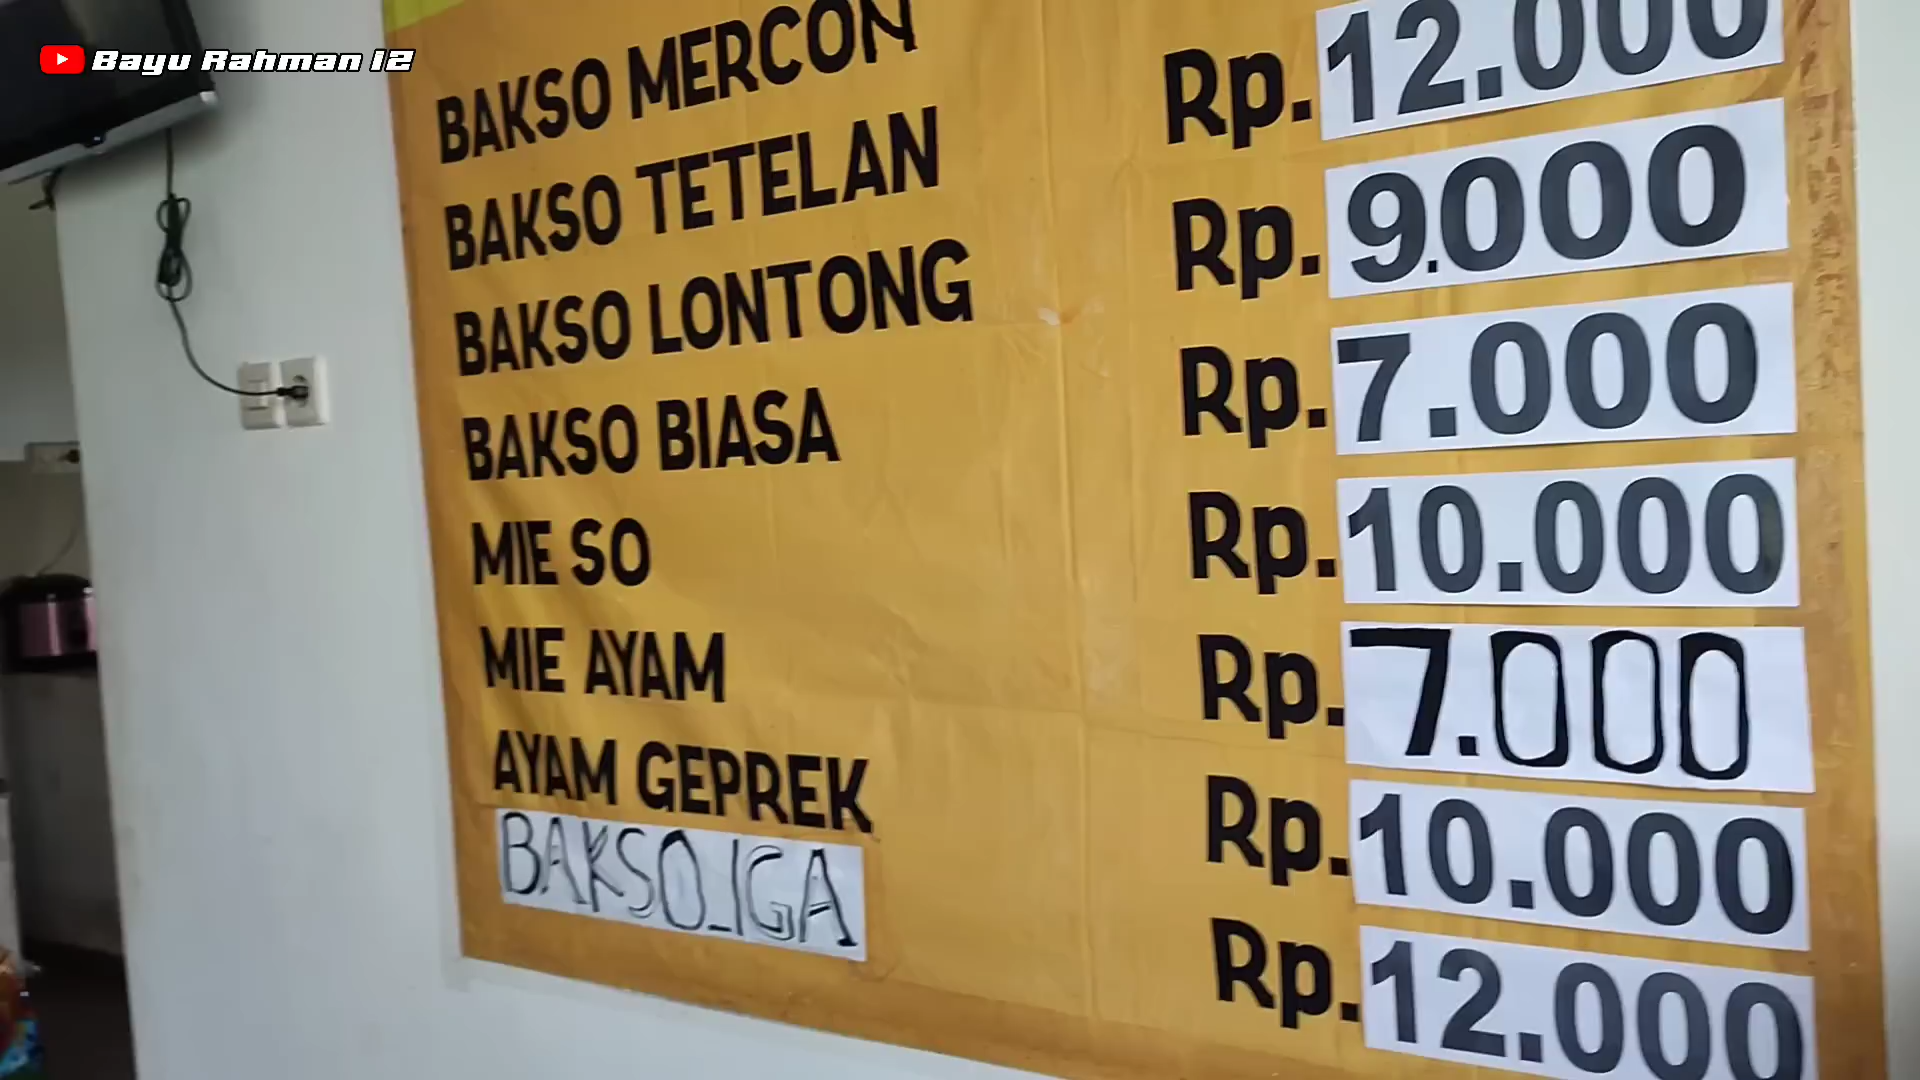 Bayu Rahman 12
BAKSO MERCON Rp. 12.000
BAKSO TETELAN Rp. 9.000
BAKSO LONTONG Rp. 7.000
BAKSO BIASA Rp. 10.000
MIE SO Rp. 7.000
MIE AYAM Rp. 10.000
AYAM GEPREK Rp. 12.000
BAKSO IGA